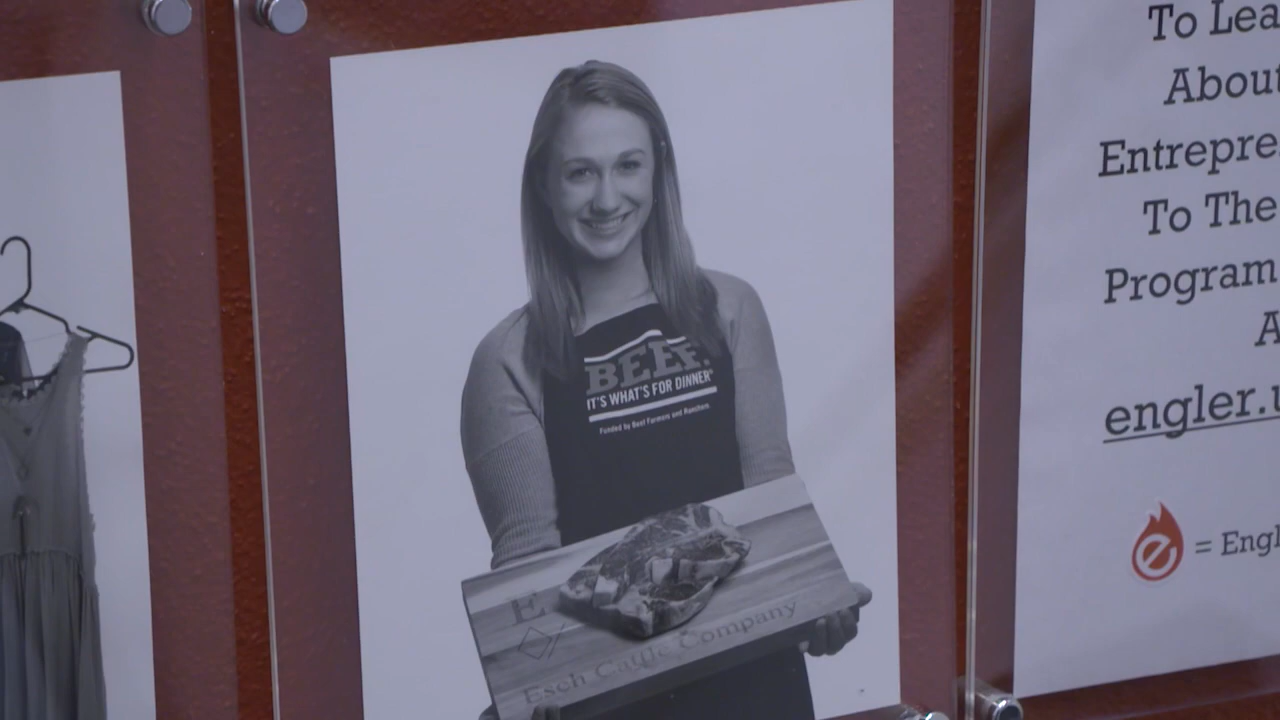 BEEF.
IT'S WHAT'S FOR DINNER®
Funded by Beef Farmers and Ranchers
E
Esch Cattle Company
To Lea
About
Entrepre
To The
Program
A
engler.u
e = Engl